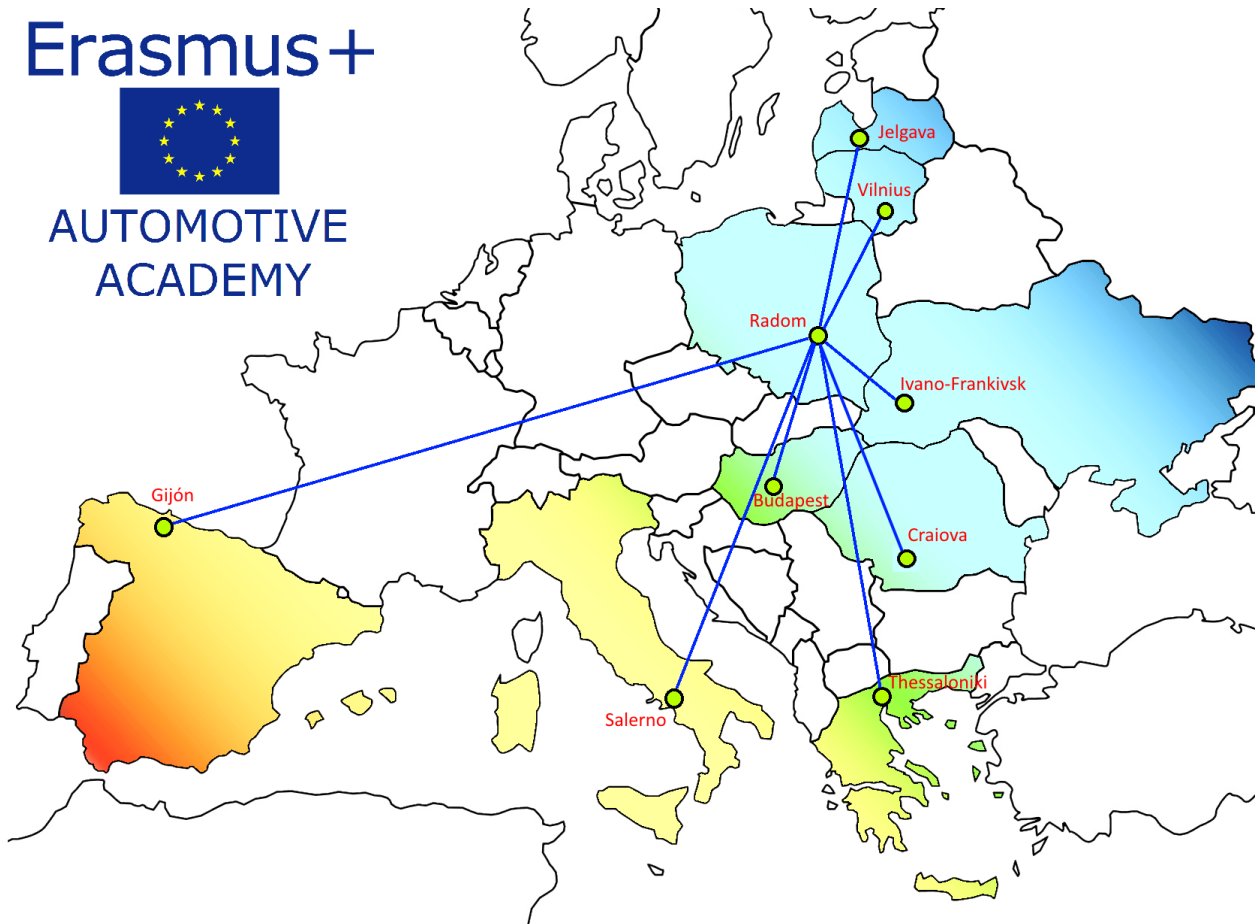 Erasmus+
AUTOMOTIVE
ACADEMY
Jelgava
Vilnius
Radom
Ivano-Frankivsk
Gijón
Budapest
Craiova
Thessaloniki
Salerno